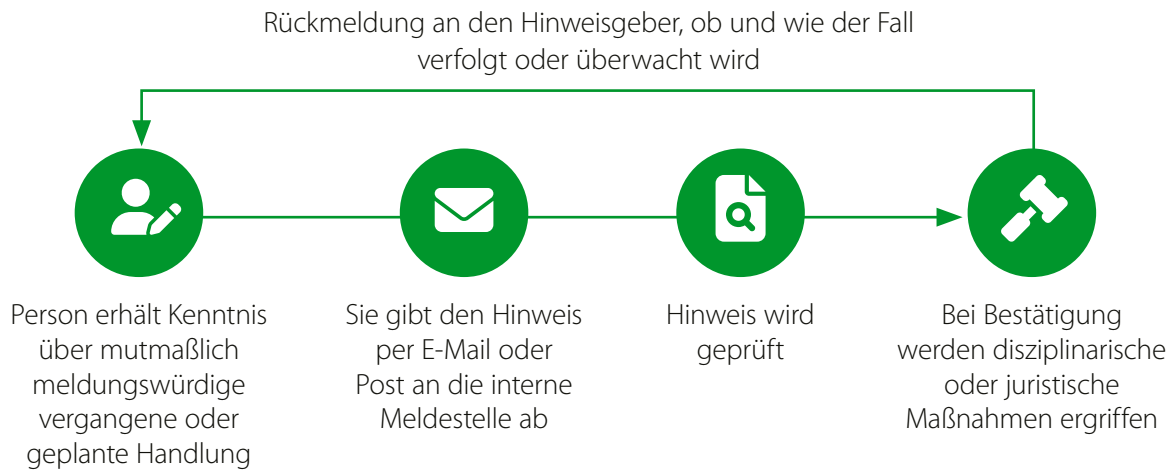 Rückmeldung an den Hinweisgeber, ob und wie der Fall
verfolgt oder überwacht wird
Person erhält Kenntnis
über mutmaßlich
meldungswürdige
vergangene oder
geplante Handlung
Sie gibt den Hinweis
per E-Mail oder
Post an die interne
Meldestelle ab
Hinweis wird
geprüft
Bei Bestätigung
werden disziplinarische
oder juristische
Maßnahmen ergriffen